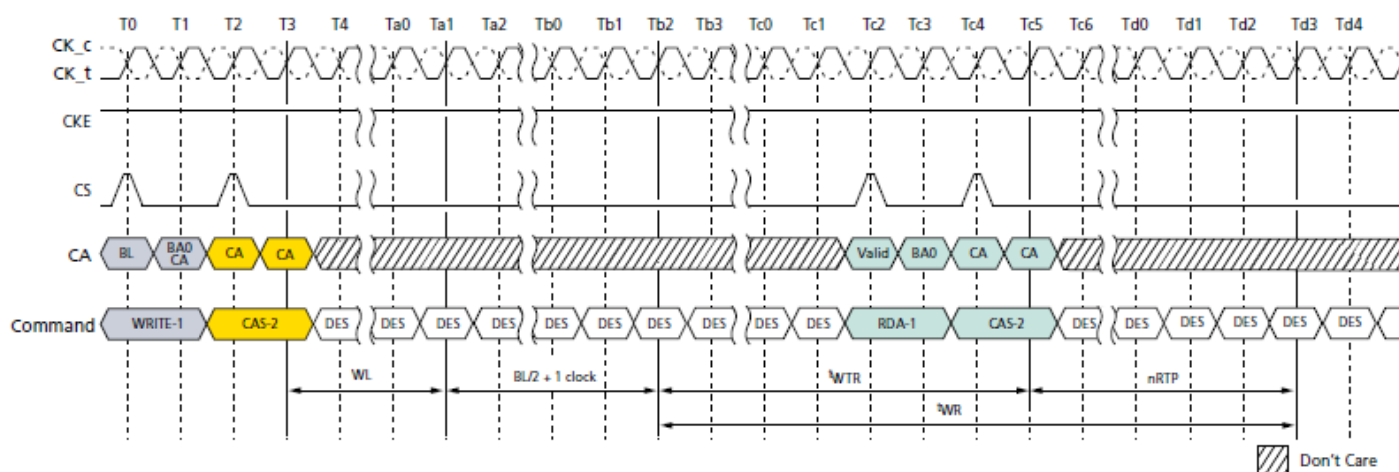 T0 T1 T2 T3 T4 Ta0 Ta1 Ta2 Tb0 Tb1 Tb2 Tb3 Tc0 Tc1 Tc2 Tc3 Tc4 Tc5 Tc6 Td0 Td1 Td2 Td3 Td4
CK_c
CK_t
CKE
CS
CA BL BA0 CA CA CA Valid BA0 CA CA
Command WRITE-1 CAS-2 DES DES DES DES DES DES DES DES DES DES RDA-1 CAS-2 DES DES DES DES DES DES
WL BL/2 + 1 clock tWTR nRTP
tWR
Don't Care